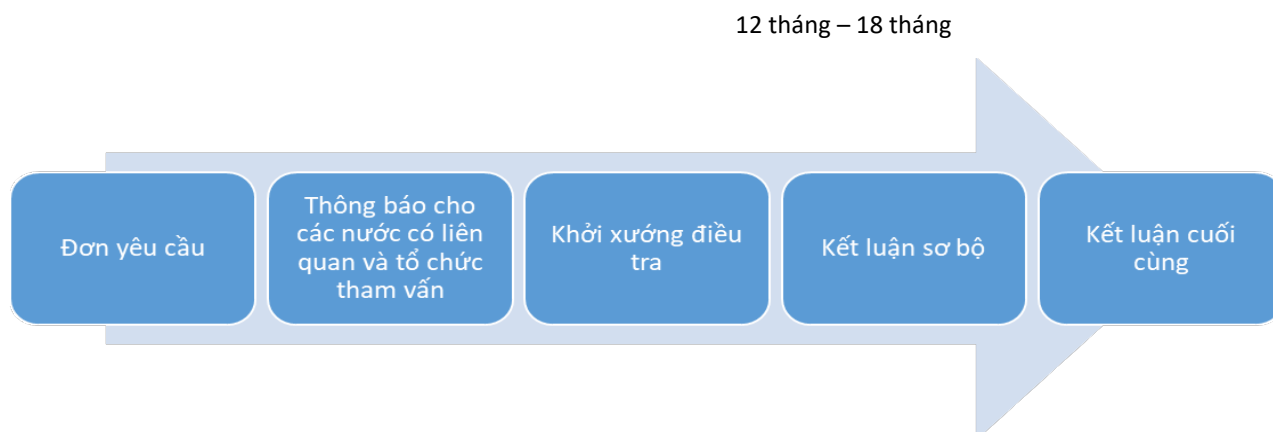 12 tháng – 18 tháng
Đơn yêu cầu
Thông báo cho
các nước có liên
quan và tổ chức
tham vấn
Khởi xướng điều
tra
Kết luận sơ bộ
Kết luận cuối
cùng